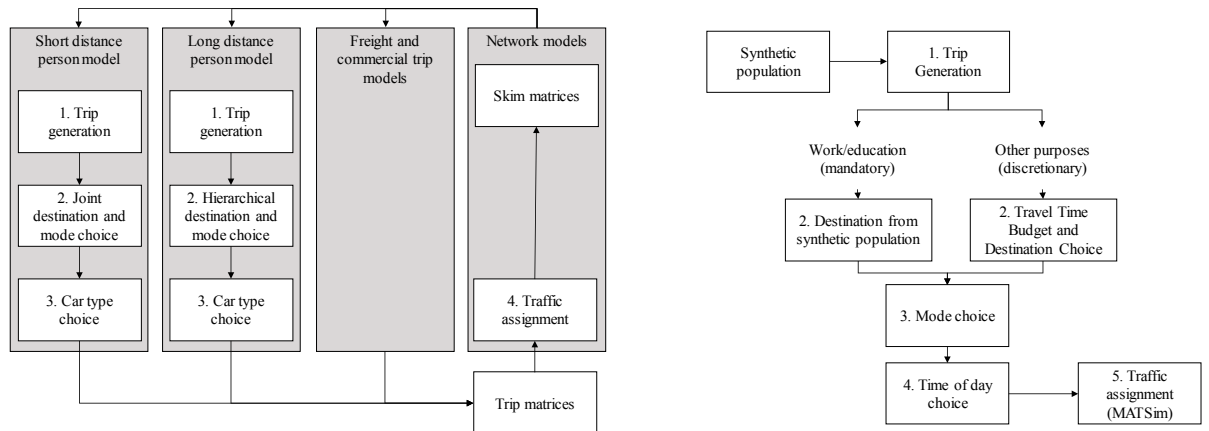 Short distance
person model
1. Trip
generation
2. Joint
destination and
mode choice
3. Car type
choice
Long distance
person model
1. Trip
generation
2. Hierarchical
destination and
mode choice
3. Car type
choice
Freight and
commercial trip
models
Network models
Skim matrices
4. Traffic
assignment
Trip matrices
Synthetic
population
1. Trip
Generation
Work/education
(mandatory)
Other purposes
(discretionary)
2. Destination from
synthetic population
2. Travel Time
Budget and
Destination Choice
3. Mode choice
4. Time of day
choice
5. Traffic
assignment
(MATSim)